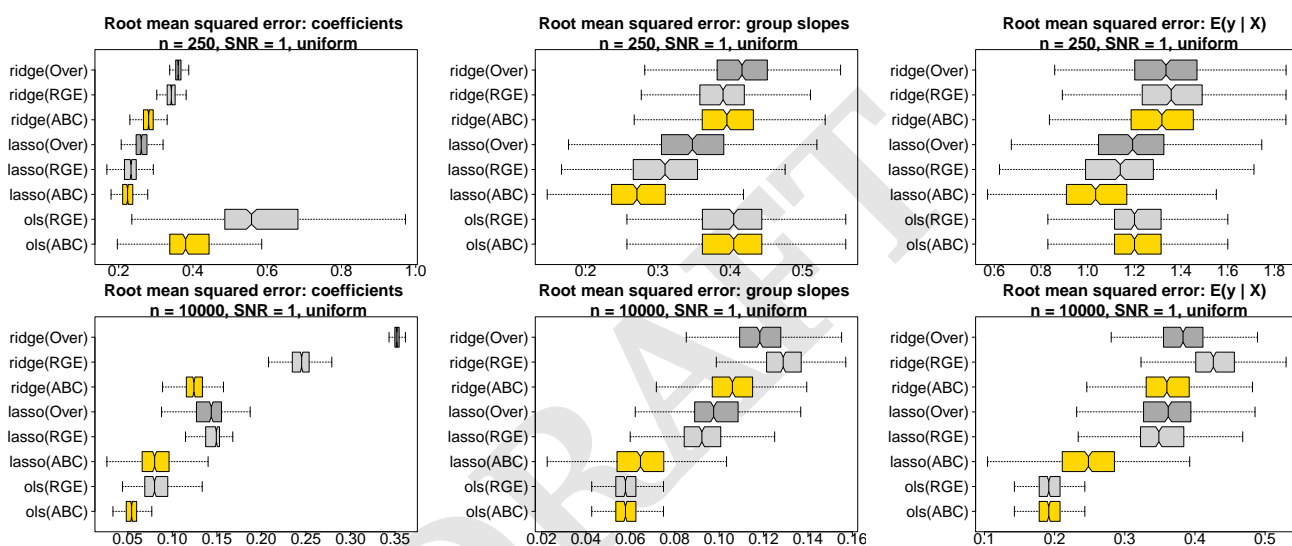 Root mean squared error: coefficients
n = 250, SNR = 1, uniform
ridge(Over)
ridge(RGE)
ridge(ABC)
lasso(Over)
lasso(RGE)
lasso(ABC)
ols(RGE)
ols(ABC)
0.2 0.4 0.6 0.8 1.0
Root mean squared error: group slopes
n = 250, SNR = 1, uniform
ridge(Over)
ridge(RGE)
ridge(ABC)
lasso(Over)
lasso(RGE)
lasso(ABC)
ols(RGE)
ols(ABC)
0.2 0.3 0.4 0.5
Root mean squared error: E(y | X)
n = 250, SNR = 1, uniform
ridge(Over)
ridge(RGE)
ridge(ABC)
lasso(Over)
lasso(RGE)
lasso(ABC)
ols(RGE)
ols(ABC)
0.6 0.8 1.0 1.2 1.4 1.6 1.8
Root mean squared error: coefficients
n = 10000, SNR = 1, uniform
ridge(Over)
ridge(RGE)
ridge(ABC)
lasso(Over)
lasso(RGE)
lasso(ABC)
ols(RGE)
ols(ABC)
0.05 0.10 0.15 0.20 0.25 0.30 0.35
Root mean squared error: group slopes
n = 10000, SNR = 1, uniform
ridge(Over)
ridge(RGE)
ridge(ABC)
lasso(Over)
lasso(RGE)
lasso(ABC)
ols(RGE)
ols(ABC)
0.02 0.04 0.06 0.08 0.10 0.12 0.14 0.16
Root mean squared error: E(y | X)
n = 10000, SNR = 1, uniform
ridge(Over)
ridge(RGE)
ridge(ABC)
lasso(Over)
lasso(RGE)
lasso(ABC)
ols(RGE)
ols(ABC)
0.1 0.2 0.3 0.4 0.5
DRAFT